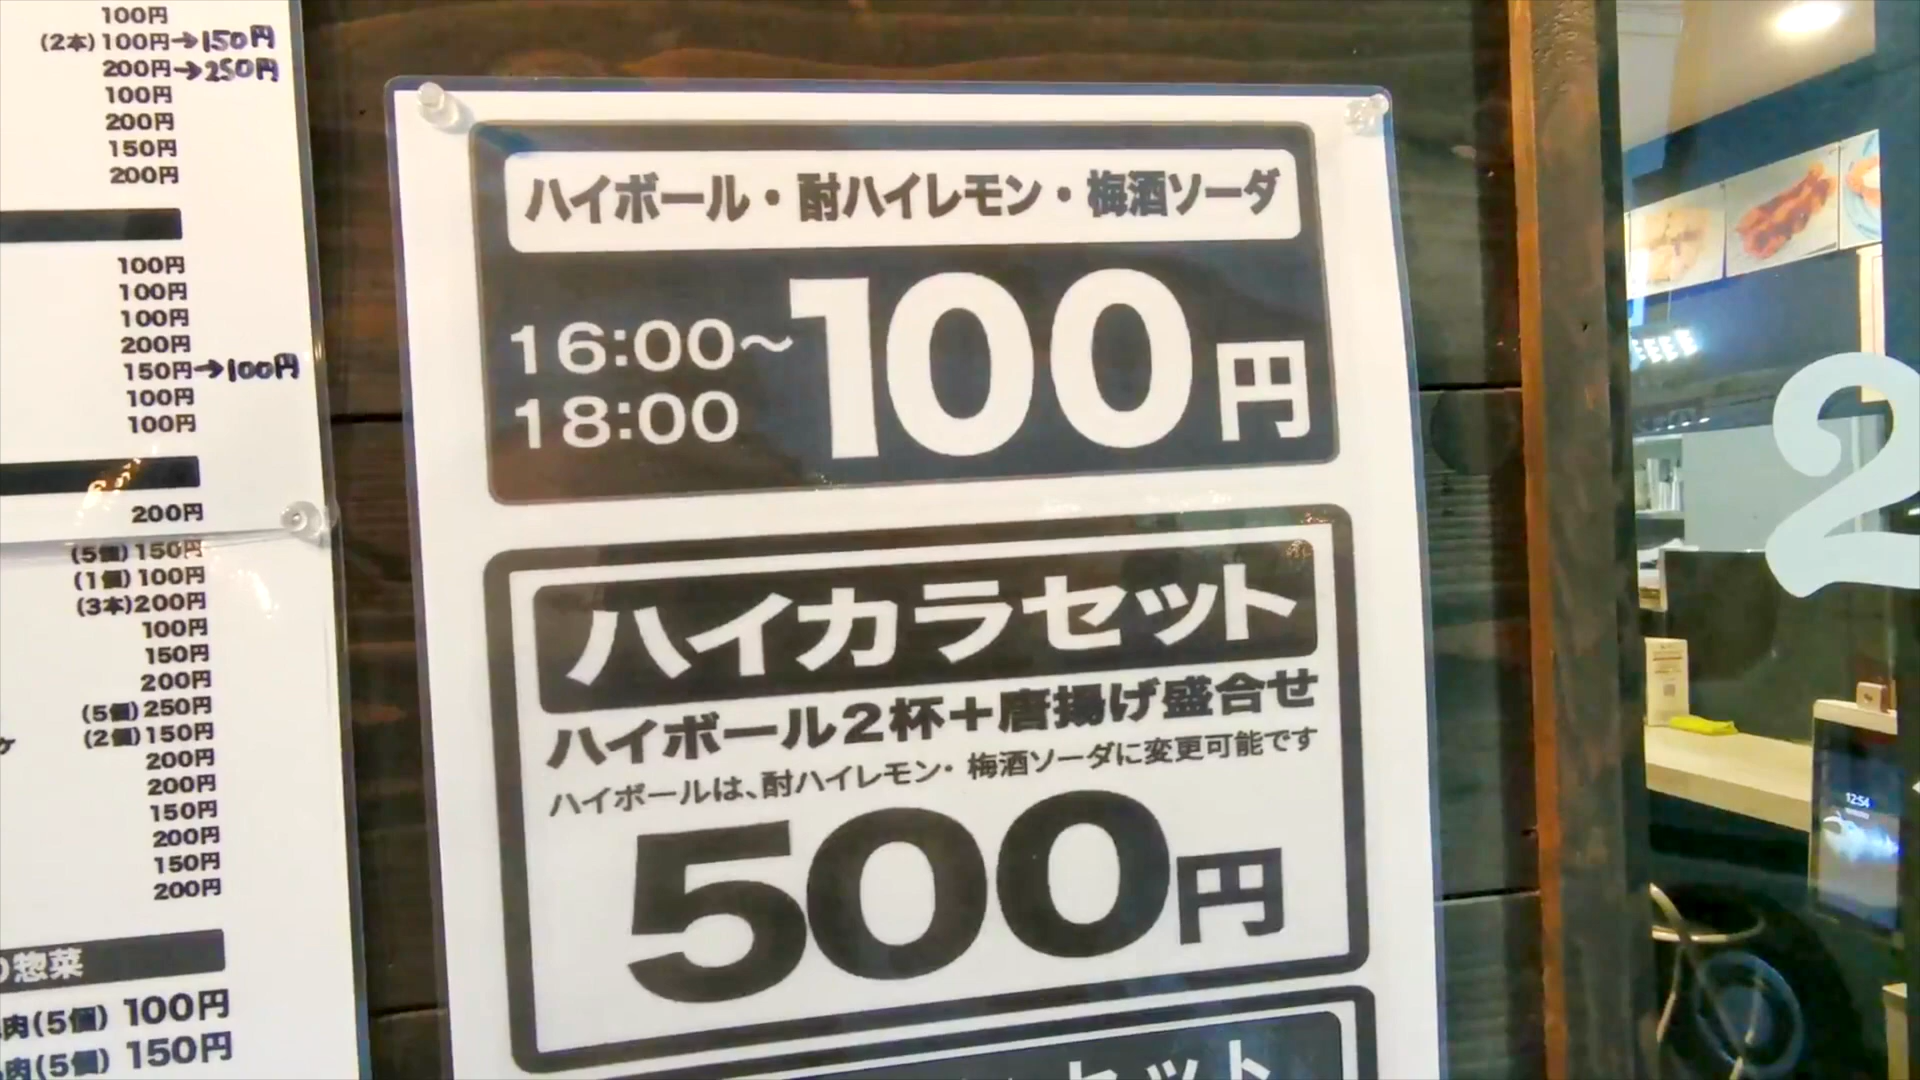 100円
(2本)100円→150円
200円→250円
100円
200円
150円
200円
100円
100円
100円
200円
150円→100円
100円
100円
200円
(5個)150円
(1個)100円
(3本)200円
100円
150円
200円
(5個)250円
ケ (2個)150円
200円
200円
150円
200円
150円
200円
惣菜
肉(5個) 100円
肉(5個) 150円
ハイボール・酎ハイレモン・梅酒ソーダ
16:00～
18:00
100円
ハイカラセット
ハイボール2杯＋唐揚げ盛合せ
ハイボールは、酎ハイレモン・梅酒ソーダに変更可能です
500円
セット
2
12:54